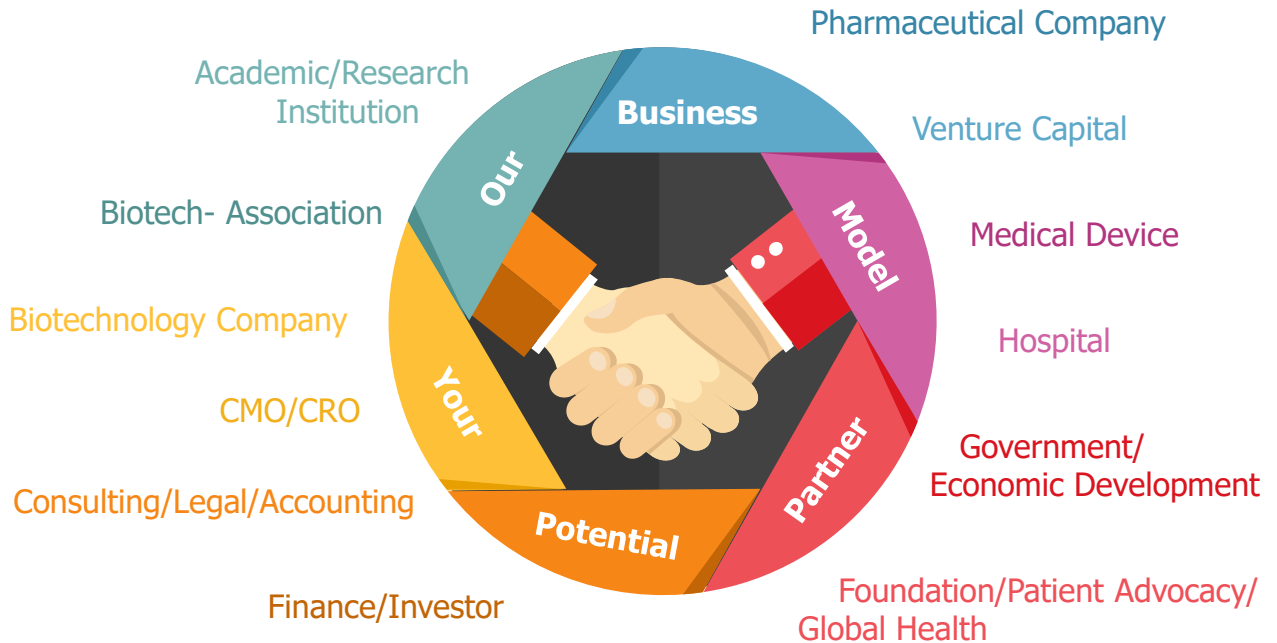 Pharmaceutical Company
Academic/Research
Institution
Business
Venture Capital
Our
Biotech- Association
Model
Medical Device
Biotechnology Company
Hospital
Your
CMO/CRO
Partner
Government/
Economic Development
Consulting/Legal/Accounting
Potential
Finance/Investor
Foundation/Patient Advocacy/
Global Health